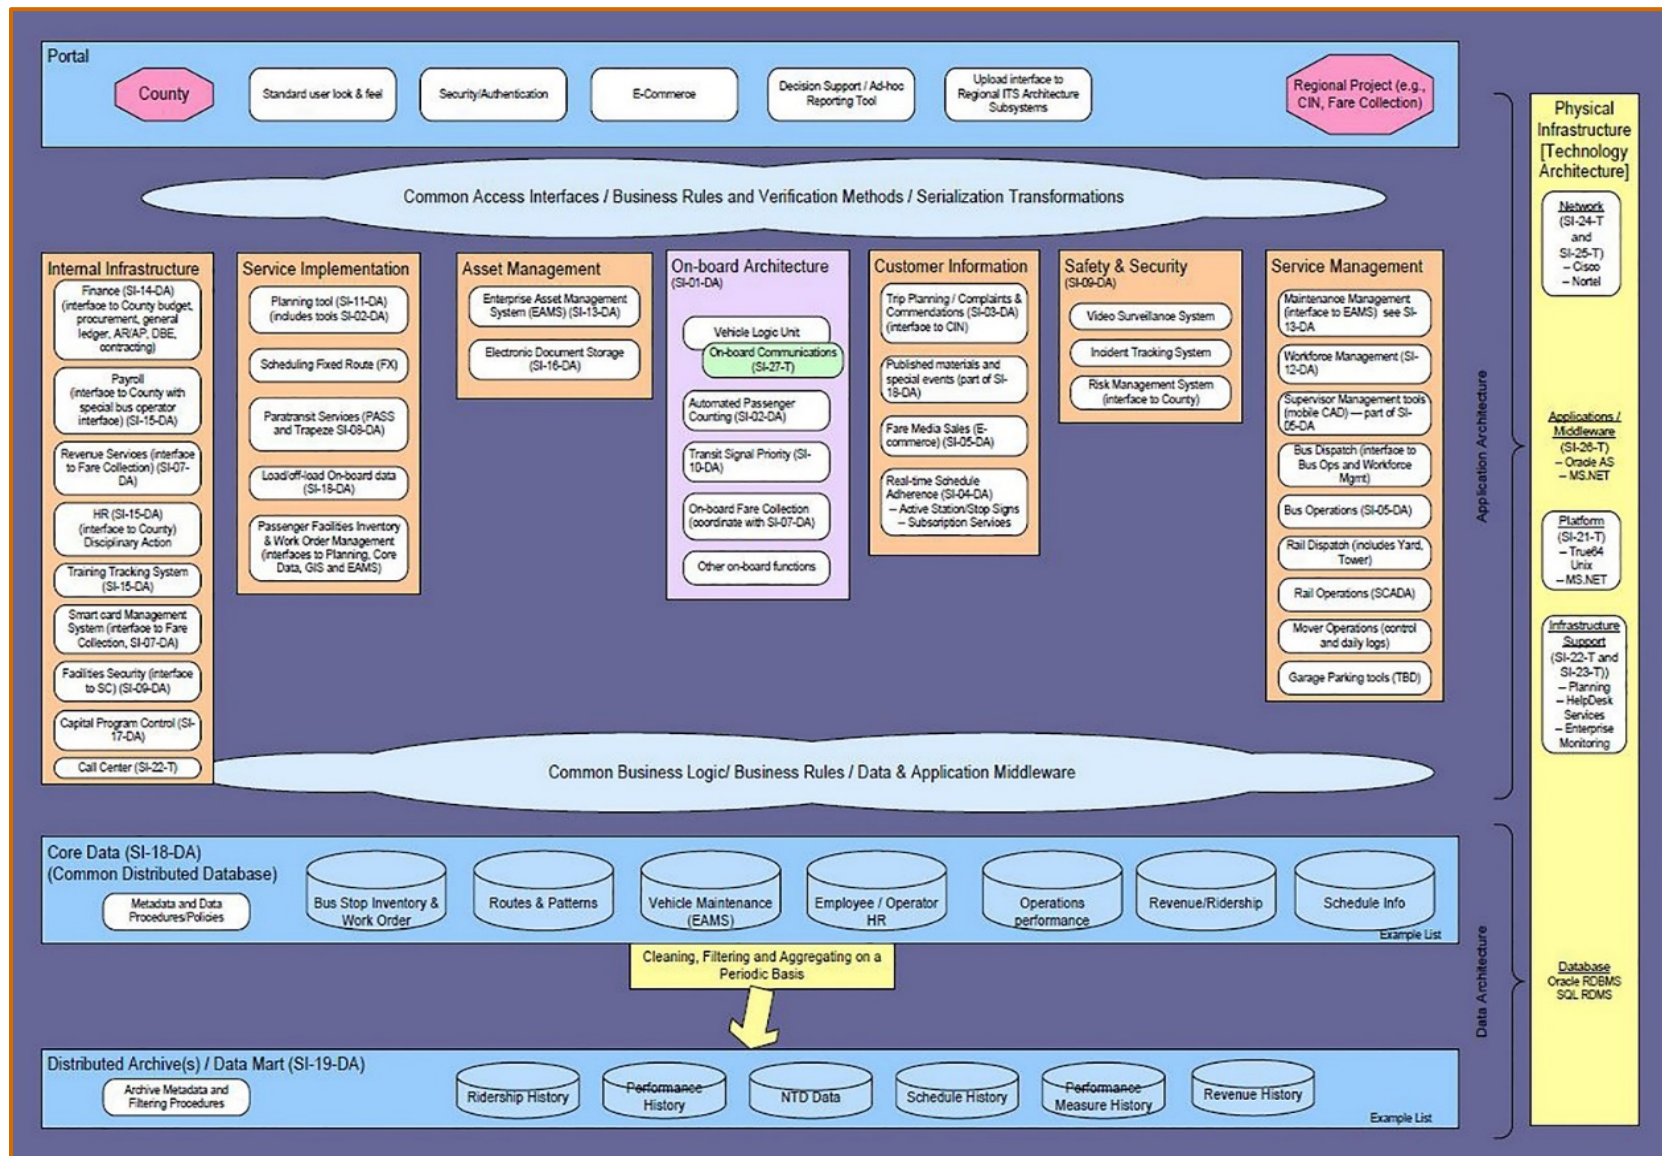 Portal
County
Standard user look & feel
Security/Authentication
E-Commerce
Decision Support / Ad-hoc
Reporting Tool
Upload interface to
Regional ITS Architecture
Subsystems
Regional Project (e.g.,
CIN, Fare Collection)
Common Access Interfaces / Business Rules and Verification Methods / Serialization Transformations
Internal Infrastructure
Finance (SI-14-DA)
(interface to County budget,
procurement, general
ledger, AR/AP, DBE,
contracting)
Payroll
(interface to County with
special bus operator
interface) (SI-15-DA)
Revenue Services (interface
to Fare Collection) (SI-07-
DA)
HR (SI-15-DA)
(interface to County)
Disciplinary Action
Training Tracking System
(SI-15-DA)
Smart card Management
System (interface to Fare
Collection, SI-07-DA)
Facilities Security (interface
to SC) (SI-09-DA)
Capital Program Control (SI-
17-DA)
Call Center (SI-22-T)
Service Implementation
Planning tool (SI-11-DA)
(includes tools SI-02-DA)
Scheduling Fixed Route (FX)
Paratransit Services (PASS
and Trapeze SI-08-DA)
Load/off-load On-board data
(SI-18-DA)
Passenger Facilities Inventory
& Work Order Management
(interfaces to Planning, Core
Data, GIS and EAMS)
Asset Management
Enterprise Asset Management
System (EAMS) (SI-13-DA)
Electronic Document Storage
(SI-16-DA)
On-board Architecture
(SI-01-DA)
Vehicle Logic Unit
On-board Communications
(SI-27-T)
Automated Passenger
Counting (SI-02-DA)
Transit Signal Priority (SI-
10-DA)
On-board Fare Collection
(coordinate with SI-07-DA)
Other on-board functions
Customer Information
Trip Planning / Complaints &
Commendations (SI-03-DA)
(interface to CIN)
Published materials and
special events (part of SI-
18-DA)
Fare Media Sales (E-
commerce) (SI-05-DA)
Real-time Schedule
Adherence (SI-04-DA)
– Active Station/Stop Signs
– Subscription Services
Safety & Security
(SI-09-DA)
Video Surveillance System
Incident Tracking System
Risk Management System
(interface to County)
Service Management
Maintenance Management
(interface to EAMS) see SI-
13-DA
Workforce Management (SI-
12-DA)
Supervisor Management tools
(mobile CAD) — part of SI-
05-DA
Bus Dispatch (interface to
Bus Ops and Workforce
Mgmt)
Bus Operations (SI-05-DA)
Rail Dispatch (includes Yard,
Tower)
Rail Operations (SCADA)
Mover Operations (control
and daily logs)
Garage Parking tools (TBD)
Common Business Logic/ Business Rules / Data & Application Middleware
Core Data (SI-18-DA)
(Common Distributed Database)
Metadata and Data
Procedures/Policies
Bus Stop Inventory &
Work Order
Routes & Patterns
Vehicle Maintenance
(EAMS)
Employee / Operator
HR
Operations
performance
Revenue/Ridership
Schedule Info
Example List
Cleaning, Filtering and Aggregating on a
Periodic Basis
Distributed Archive(s) / Data Mart (SI-19-DA)
Archive Metadata and
Filtering Procedures
Ridership History
Performance
History
NTD Data
Schedule History
Performance
Measure History
Revenue History
Example List
Application Architecture
Data Architecture
Physical
Infrastructure
[Technology
Architecture]
Network
(SI-24-T
and
SI-25-T)
– Cisco
– Nortel
Applications /
Middleware
(SI-26-T)
– Oracle AS
– MS.NET
Platform
(SI-21-T)
– True64
Unix
– MS.NET
Infrastructure
Support
(SI-22-T and
SI-23-T))
– Planning
– HelpDesk
Services
– Enterprise
Monitoring
Database
Oracle RDBMS
SQL RDMS